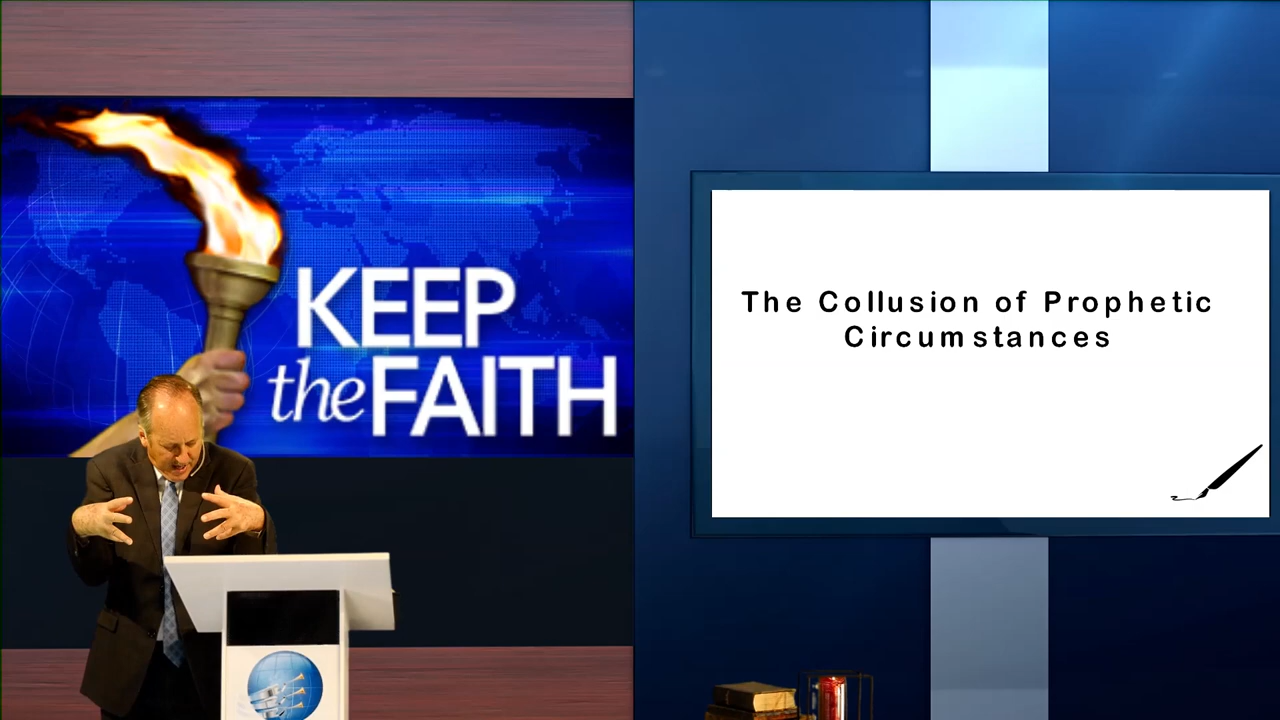 KEEP
the FAITH
The Collusion of Prophetic
Circumstances